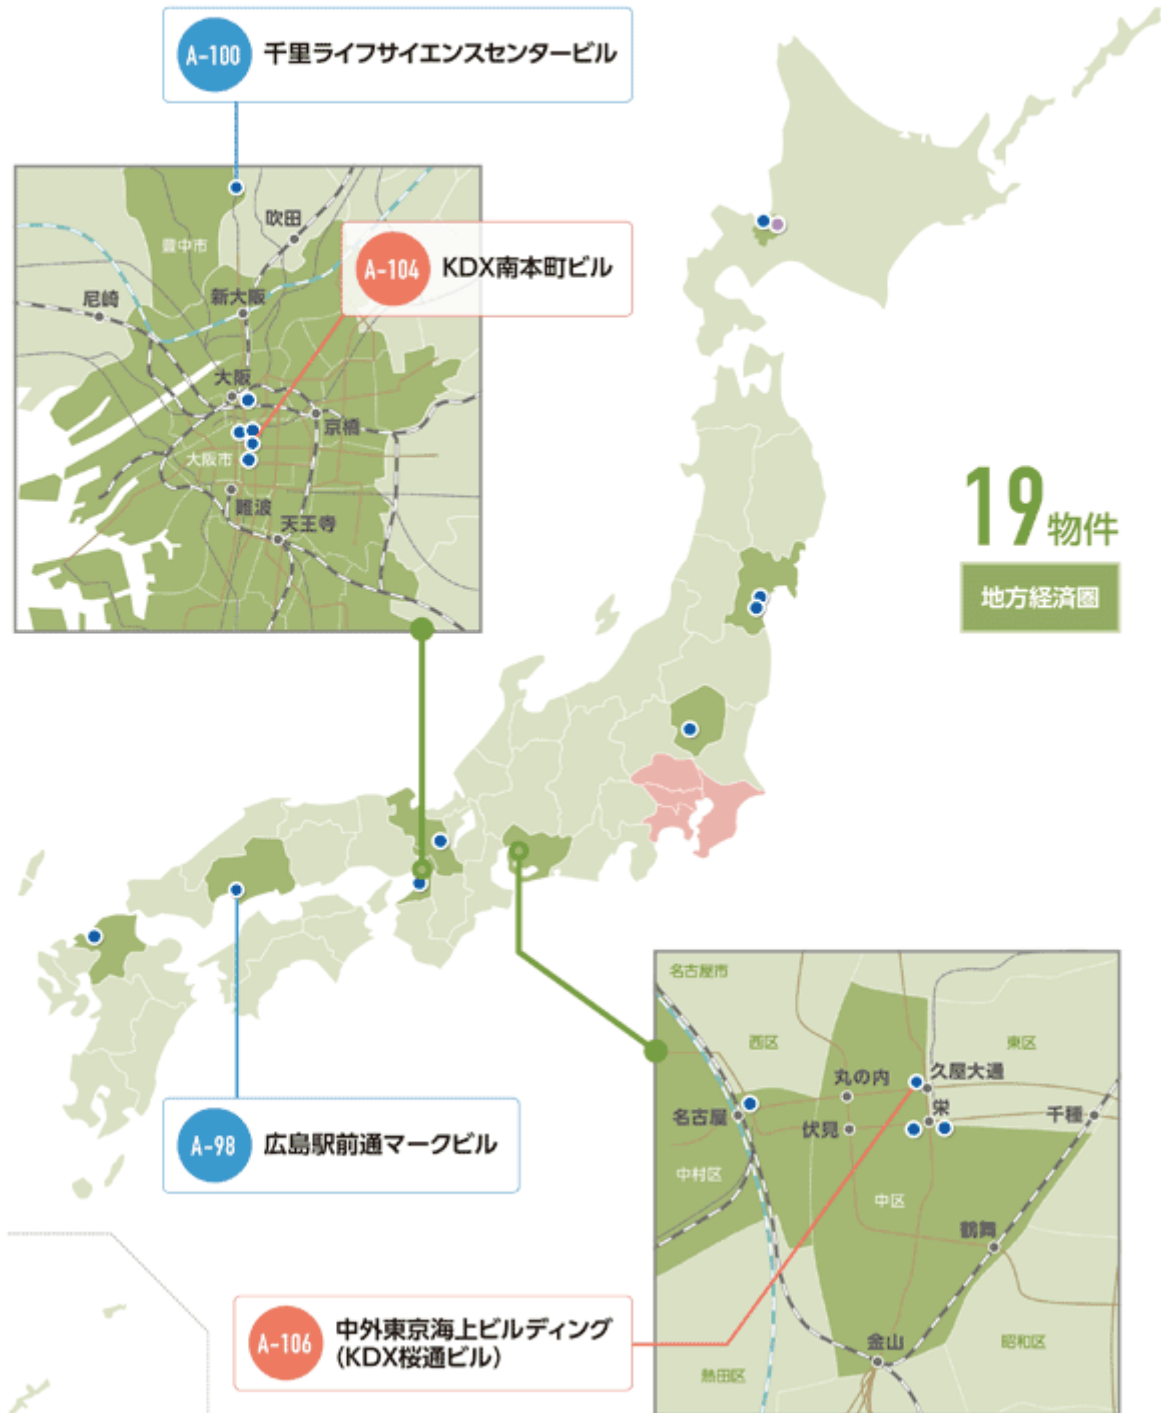 A-100 千里ライフサイエンスセンタービル
吹田
豊中市
A-104 KDX南本町ビル
尼崎
新大阪
大阪
京橋
大阪市
難波
天王寺
19物件
地方経済圏
名古屋市
西区
東区
丸の内
久屋大通
名古屋
伏見
栄
千種
中村区
中区
鶴舞
金山
昭和区
熱田区
A-98 広島駅前通マークビル
A-106 中外東京海上ビルディング
(KDX桜通ビル)